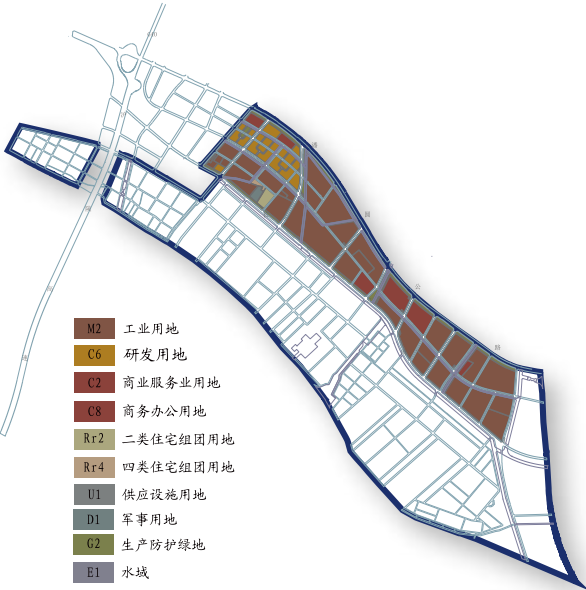 M2 工业用地
C6 研发用地
C2 商业服务业用地
C8 商务办公用地
Rr2 二类住宅组团用地
Rr4 四类住宅组团用地
U1 供应设施用地
D1 军事用地
G2 生产防护绿地
E1 水域